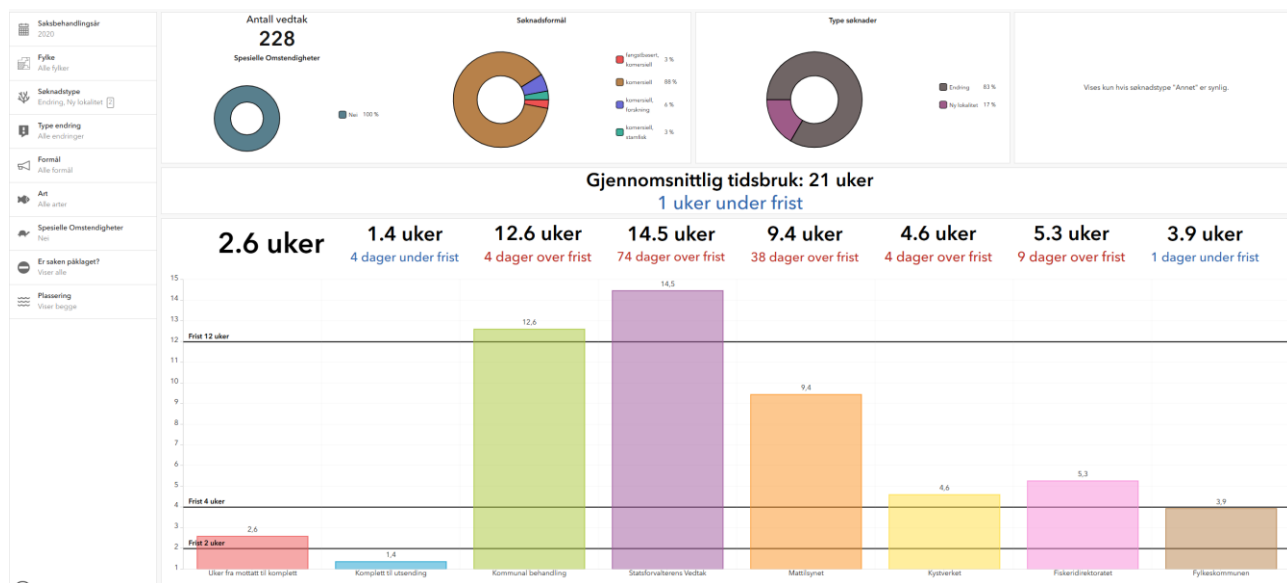 Saksbehandlingsår
2020
Fylke
Alle fylker
Søknadstype
Endring, Ny lokalitet 2
Type endring
Alle endringer
Formål
Alle formål
Art
Alle arter
Spesielle Omstendigheter
Nei
Er saken påklaget?
Viser alle
Plassering
Viser begge
Antall vedtak
228
Spesielle Omstendigheter
Nei 100 %
Søknadsformål
fangstbasert,
komersiell 3 %
komersiell 88 %
komersiell,
forskning 6 %
komersiell,
stamfisk 3 %
Type søknader
Endring 83 %
Ny lokalitet 17 %
Vises kun hvis søknadstype "Annet" er synlig.
Gjennomsnittlig tidsbruk: 21 uker
1 uker under frist
2.6 uker
1.4 uker
4 dager under frist
12.6 uker
4 dager over frist
14.5 uker
74 dager over frist
9.4 uker
38 dager over frist
4.6 uker
4 dager over frist
5.3 uker
9 dager over frist
3.9 uker
1 dager under frist
15
14
13
12
11
10
9
8
7
6
5
4
3
2
1
Frist 12 uker
Frist 4 uker
Frist 2 uker
2,6
1,4
12,6
14,5
9,4
4,6
5,3
3,9
Uker fra mottatt til komplett
Komplett til utsending
Kommunal behandling
Statsforvalterens Vedtak
Mattilsynet
Kystverket
Fiskeridirektoratet
Fylkeskommunen